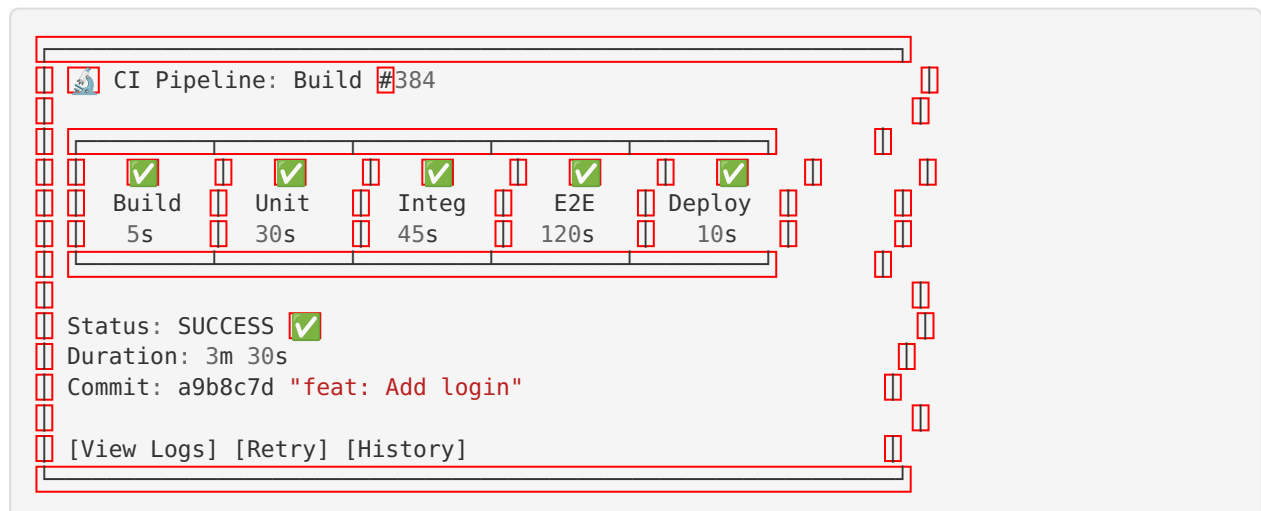 🔬 CI Pipeline: Build #384
✅ ✅ ✅ ✅ ✅
Build Unit Integ E2E Deploy
5s 30s 45s 120s 10s
Status: SUCCESS ✅
Duration: 3m 30s
Commit: a9b8c7d "feat: Add login"
[View Logs] [Retry] [History]